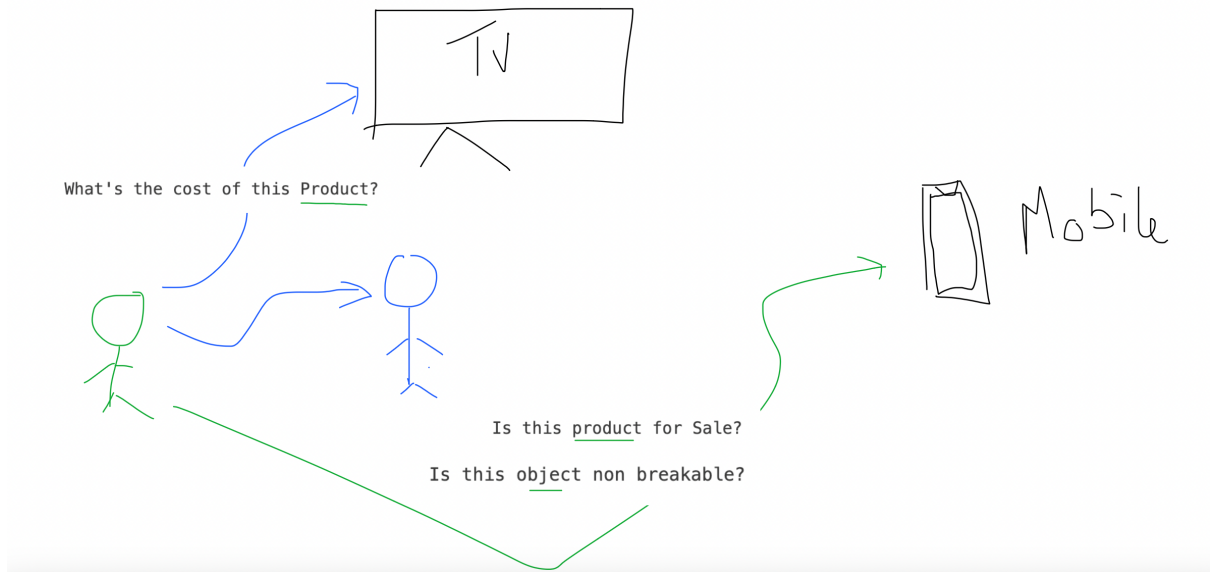 TV
What's the cost of this Product?
Mobile
Is this product for Sale?
Is this object non breakable?